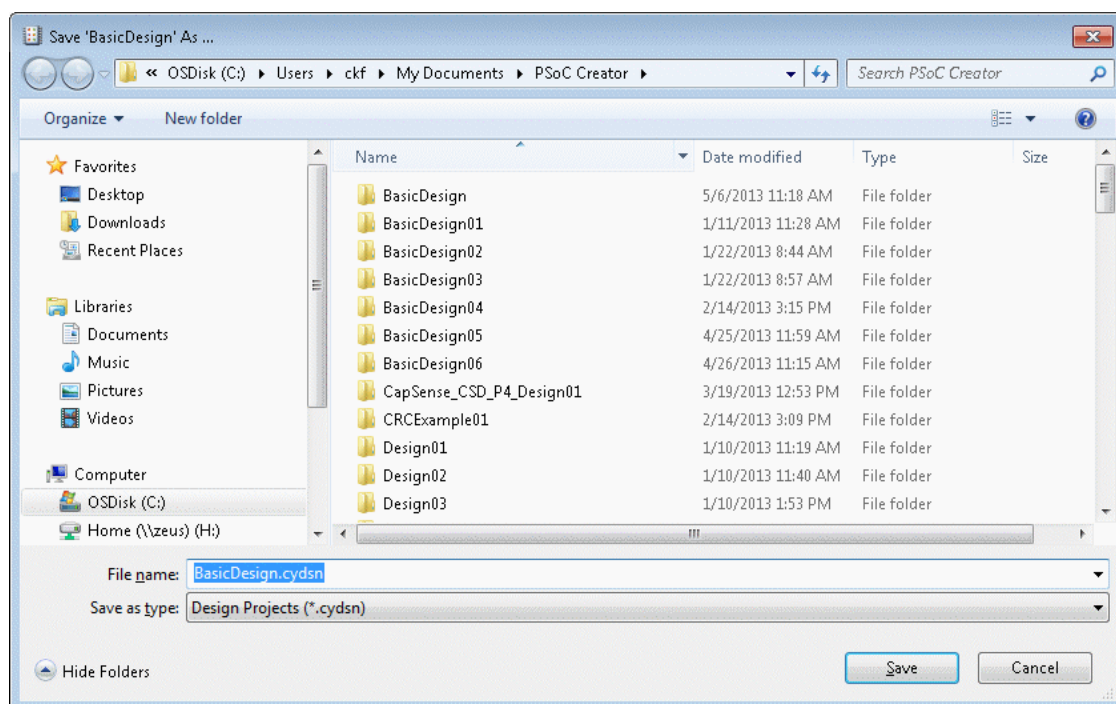 Save 'BasicDesign' As ...
« OSDisk (C:) Users ckf My Documents PSoC Creator Search PSoC Creator
Organize New folder
Name Date modified Type Size
Favorites
Desktop
Downloads
Recent Places
Libraries
Documents
Music
Pictures
Videos
Computer
OSDisk (C:)
Home (\\zeus) (H:)
BasicDesign 5/6/2013 11:18 AM File folder
BasicDesign01 1/11/2013 11:28 AM File folder
BasicDesign02 1/22/2013 8:44 AM File folder
BasicDesign03 1/22/2013 8:57 AM File folder
BasicDesign04 2/14/2013 3:15 PM File folder
BasicDesign05 4/25/2013 11:59 AM File folder
BasicDesign06 4/26/2013 11:15 AM File folder
CapSense_CSD_P4_Design01 3/19/2013 12:53 PM File folder
CRCExample01 2/14/2013 3:09 PM File folder
Design01 1/10/2013 11:19 AM File folder
Design02 1/10/2013 11:40 AM File folder
Design03 1/10/2013 1:53 PM File folder
File name: BasicDesign.cydsn
Save as type: Design Projects (*.cydsn)
Hide Folders Save Cancel